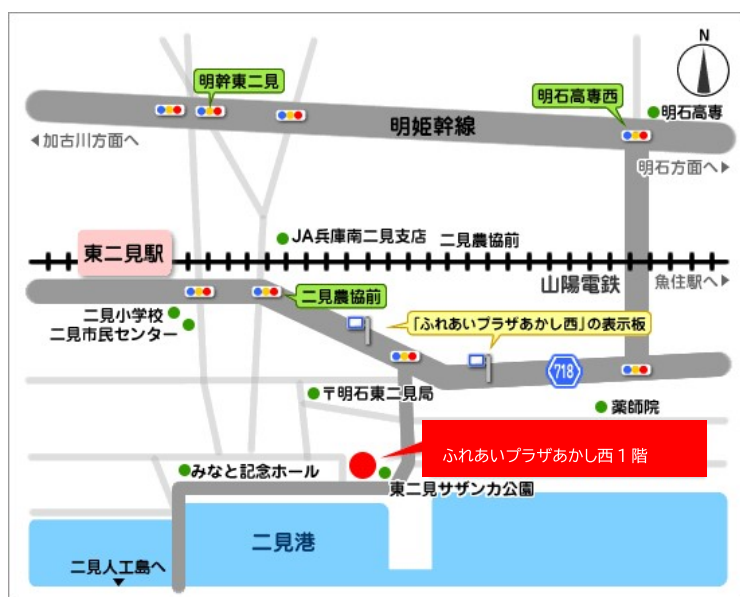 N
明幹東二見
明石高専西
明石高専
明姫幹線
加古川方面へ
明石方面へ
JA兵庫南二見支店
二見農協前
東二見駅
山陽電鉄
魚住駅へ
二見農協前
二見小学校
二見市民センター
「ふれあいプラザあかし西」の表示板
718
〒明石東二見局
薬師院
ふれあいプラザあかし西1階
みなと記念ホール
東二見サザンカ公園
二見港
二見人工島へ